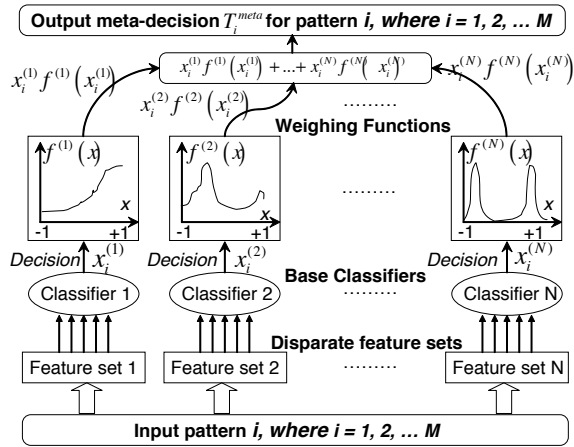 Output meta-decision T_i^{meta} for pattern i, where i = 1, 2, ... M
x_i^{(1)} f^{(1)} (x_i^{(1)}) + ... + x_i^{(N)} f^{(N)} ( x_i^{(N)})
x_i^{(1)} f^{(1)} (x_i^{(1)})
x_i^{(2)} f^{(2)} (x_i^{(2)})
x_i^{(N)} f^{(N)} (x_i^{(N)})
.........
Weighing Functions
f^{(1)} (x)
x
-1 +1
f^{(2)} (x)
x
-1 +1
.........
f^{(N)} (x)
x
-1 +1
Decision x_i^{(1)}
Decision x_i^{(2)}
Decision x_i^{(N)}
Base Classifiers
Classifier 1
Classifier 2
.........
Classifier N
Disparate feature sets
Feature set 1
Feature set 2
.........
Feature set N
Input pattern i, where i = 1, 2, ... M